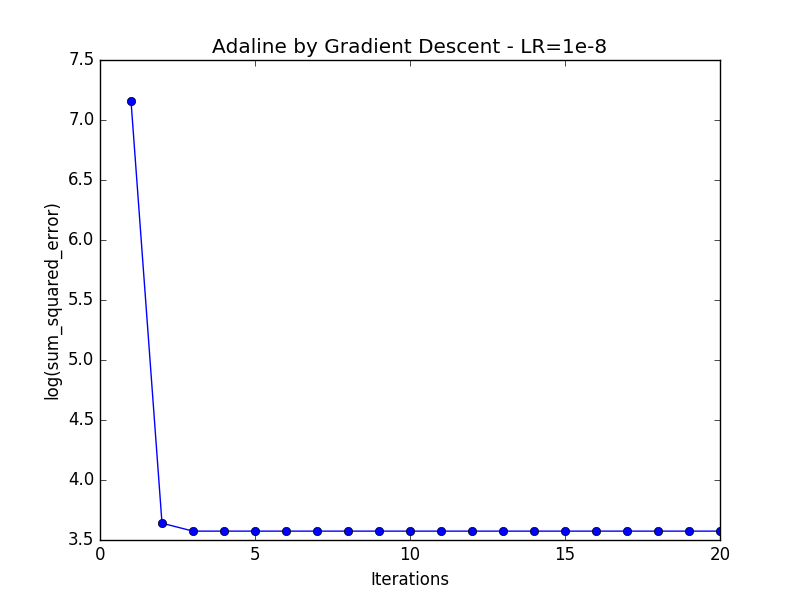 Adaline by Gradient Descent - LR=1e-8
7.5
7.0
6.5
6.0
5.5
5.0
4.5
4.0
3.5
log(sum_squared_error)
0 5 10 15 20
Iterations